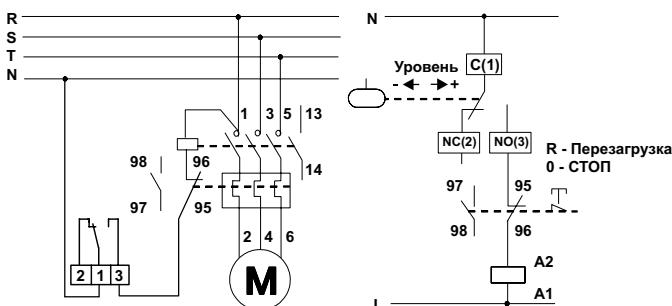 R
S
T
N
1 3 5 13
14
98 96
97 95
2 4 6
2 1 3
M
N
C(1)
Уровень
- +
NC(2) NO(3)
R - Перезагрузка
0 - СТОП
97 95
98 96
A2
A1